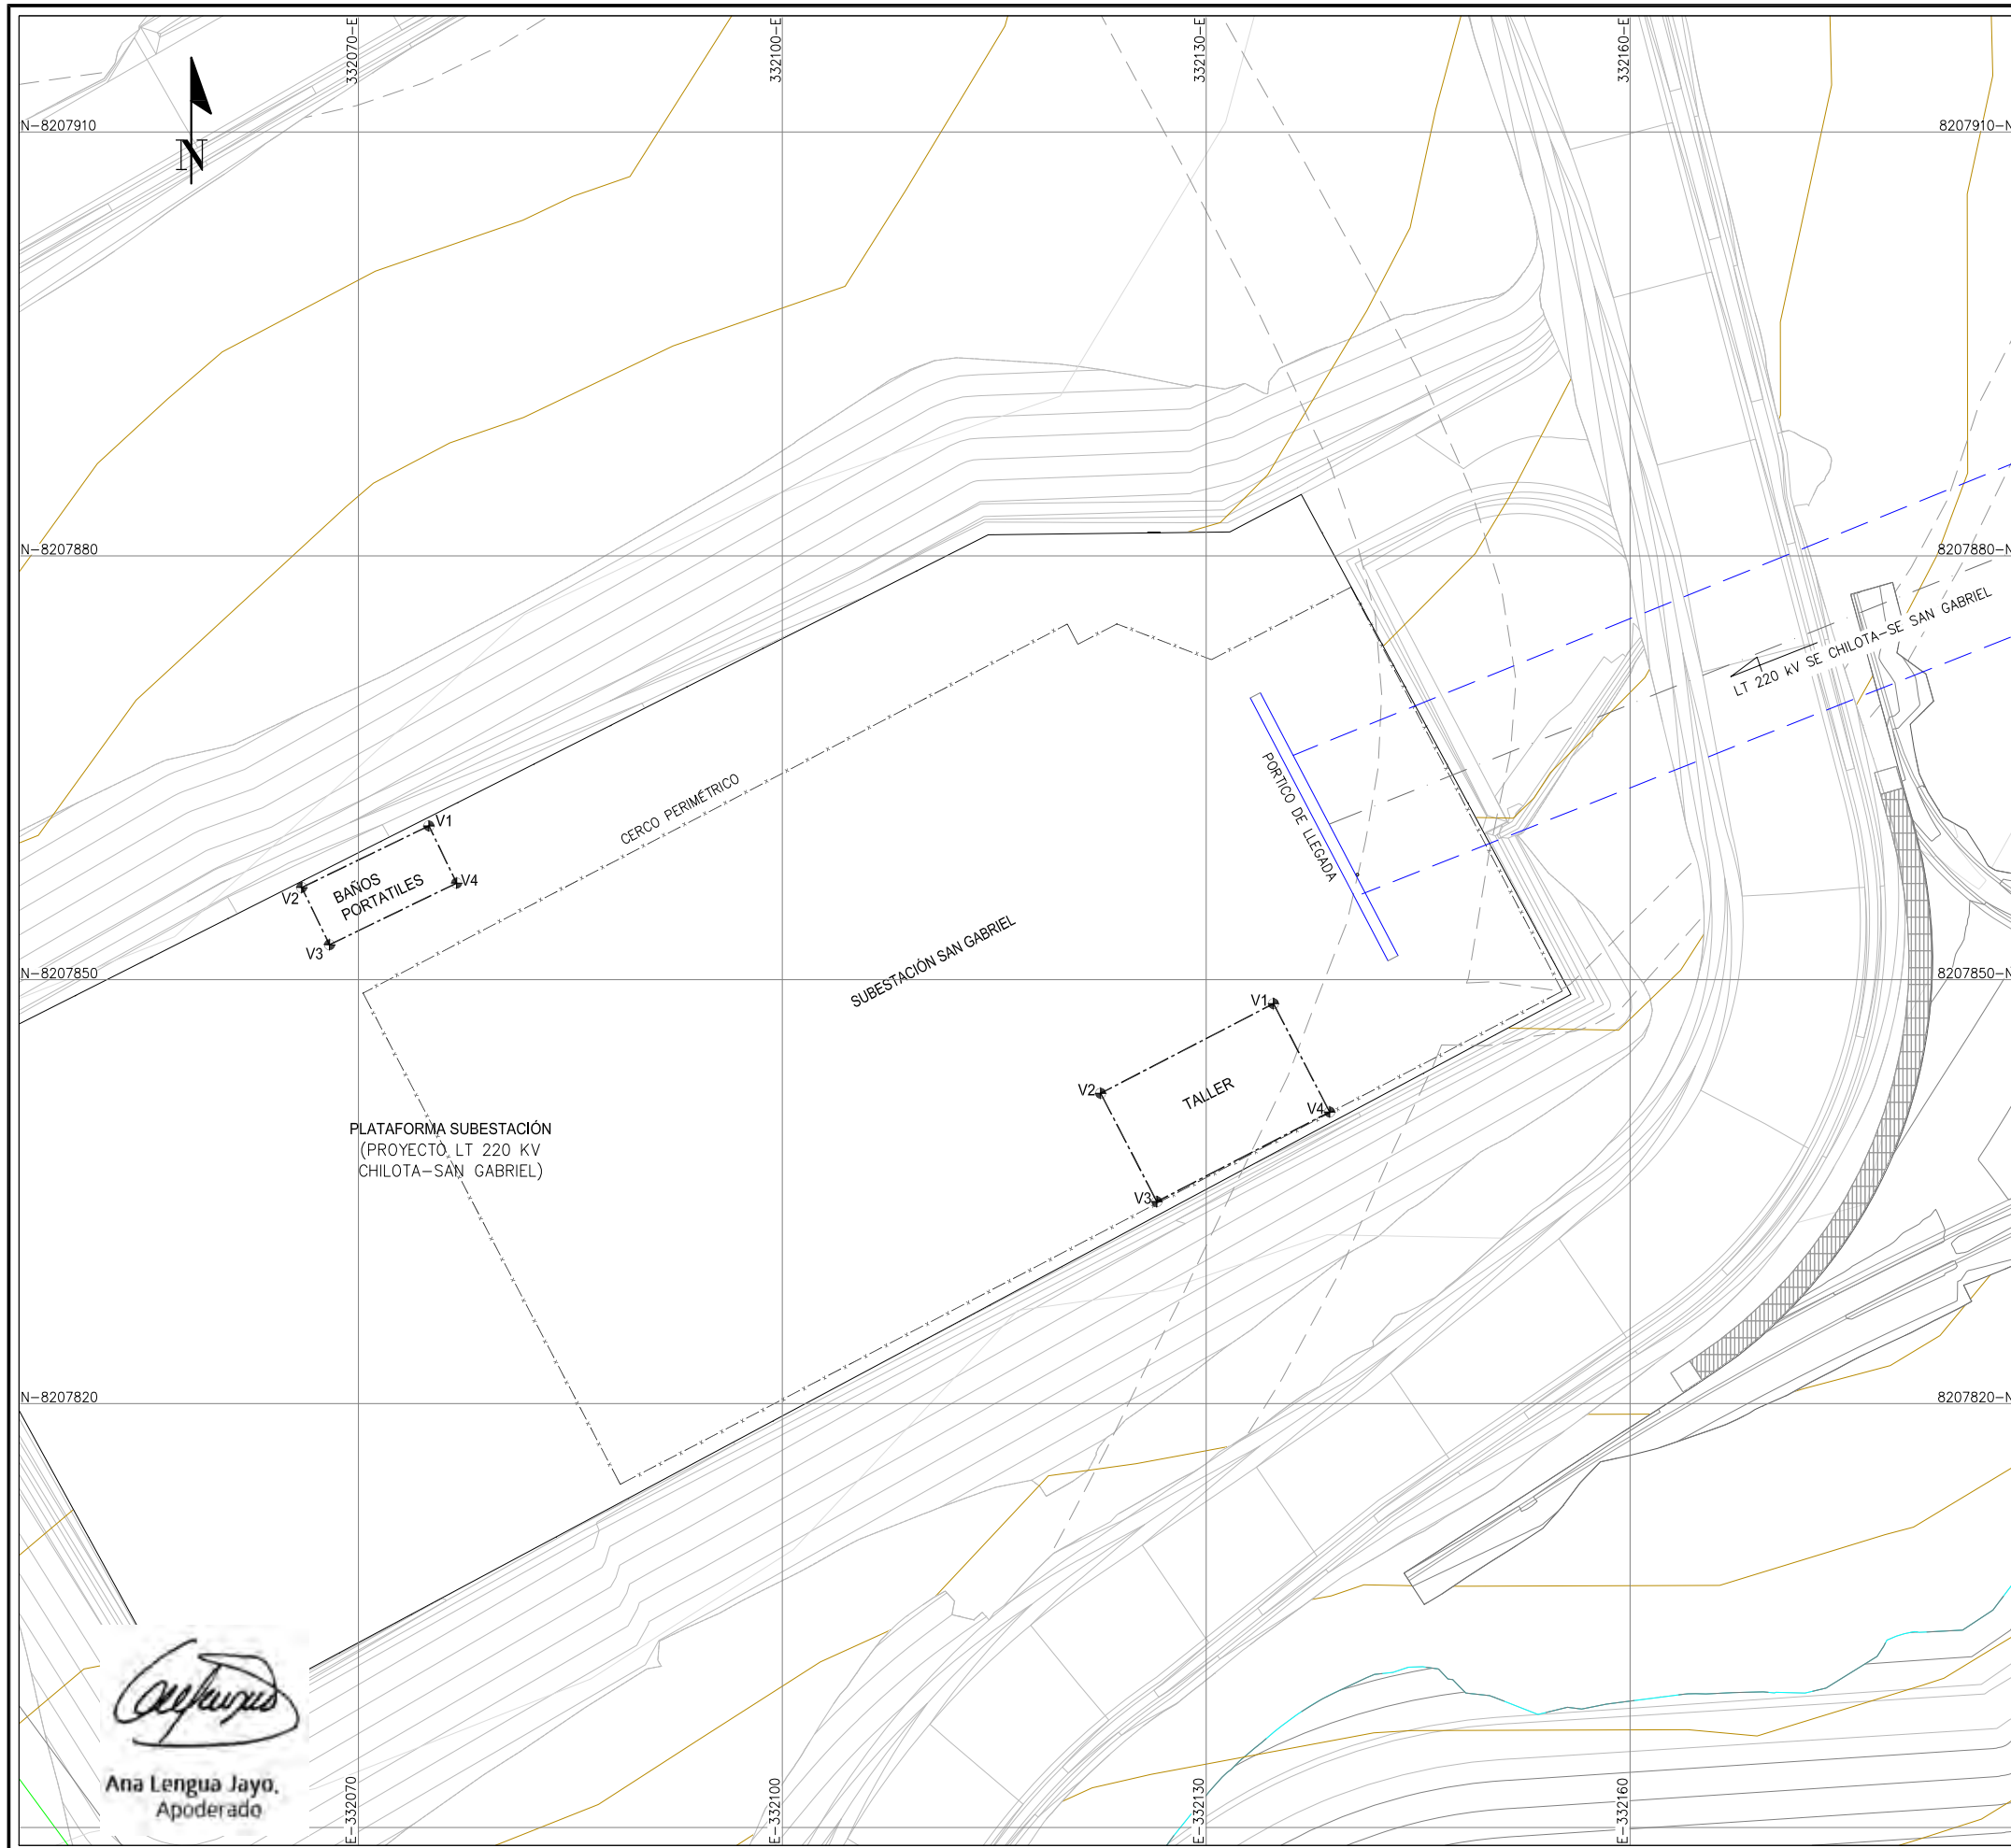 332070-E
332100-E
332130-E
332160-E
N-8207910
8207910-N
N
N-8207880
8207880-N
LT 220 kV SE CHILOTA-SE SAN GABRIEL
PORTICO DE LLEGADA
CERCO PERIMÉTRICO
V1
V2
BAÑOS
PORTATILES
V4
V3
SUBESTACIÓN SAN GABRIEL
N-8207850
8207850-N
V1
V2
TALLER
V4
V3
PLATAFORMA SUBESTACIÓN
(PROYECTO LT 220 KV
CHILOTA-SAN GABRIEL)
N-8207820
8207820-N
Ana Lengua Jayo,
Apoderado
E-332070
E-332100
E-332130
E-332160